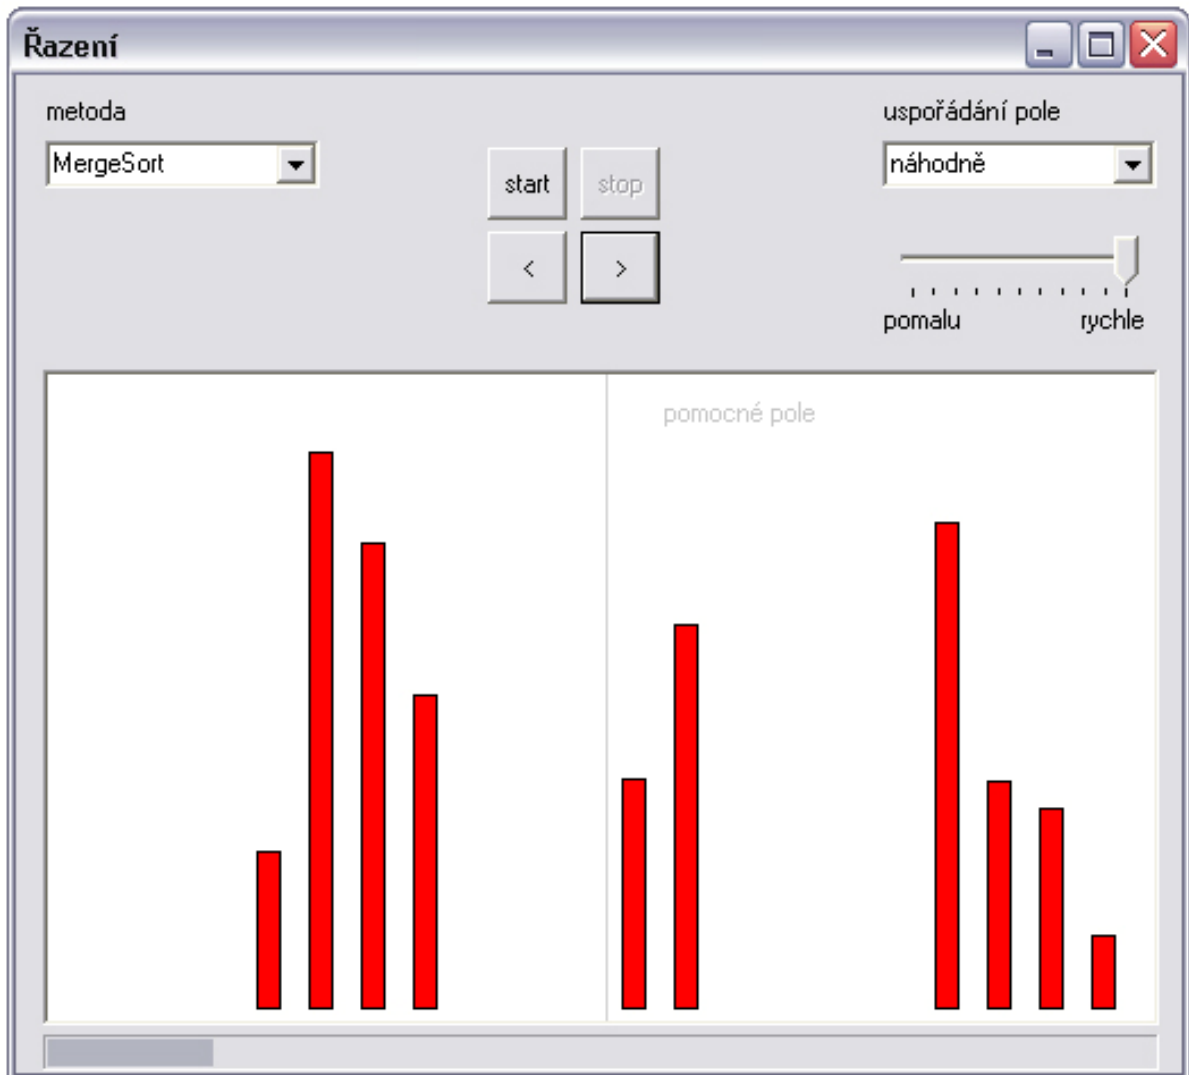 Řazení
metoda
MergeSort
start
stop
<
>
uspořádání pole
náhodně
pomalu
rychle
pomocné pole